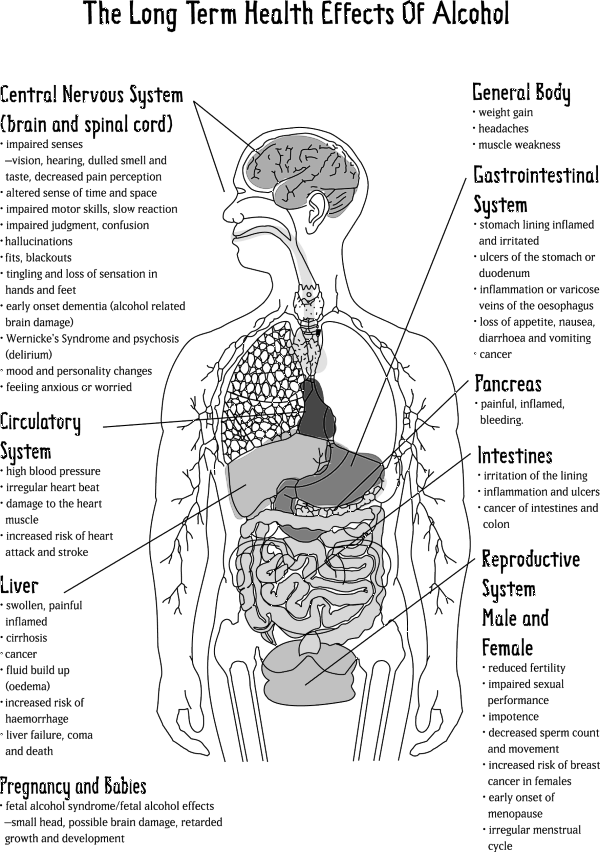 The Long Term Health Effects Of Alcohol
Central Nervous System
(brain and spinal cord)
• impaired senses
–vision, hearing, dulled smell and
taste, decreased pain perception
• altered sense of time and space
• impaired motor skills, slow reaction
• impaired judgment, confusion
• hallucinations
• fits, blackouts
• tingling and loss of sensation in
hands and feet
• early onset dementia (alcohol related
brain damage)
• Wernicke's Syndrome and psychosis
(delirium)
• mood and personality changes
• feeling anxious or worried
Circulatory
System
• high blood pressure
• irregular heart beat
• damage to the heart
muscle
• increased risk of heart
attack and stroke
Liver
• swollen, painful
inflamed
• cirrhosis
• cancer
• fluid build up
(oedema)
• increased risk of
haemorrhage
• liver failure, coma
and death
Pregnancy and Babies
• fetal alcohol syndrome/fetal alcohol effects
–small head, possible brain damage, retarded
growth and development
General Body
• weight gain
• headaches
• muscle weakness
Gastrointestinal
System
• stomach lining inflamed
and irritated
• ulcers of the stomach or
duodenum
• inflammation or varicose
veins of the oesophagus
• loss of appetite, nausea,
diarrhoea and vomiting
• cancer
Pancreas
• painful, inflamed,
bleeding.
Intestines
• irritation of the lining
• inflammation and ulcers
• cancer of intestines and
colon
Reproductive
System
Male and
Female
• reduced fertility
• impaired sexual
performance
• impotence
• decreased sperm count
and movement
• increased risk of breast
cancer in females
• early onset of
menopause
• irregular menstrual
cycle